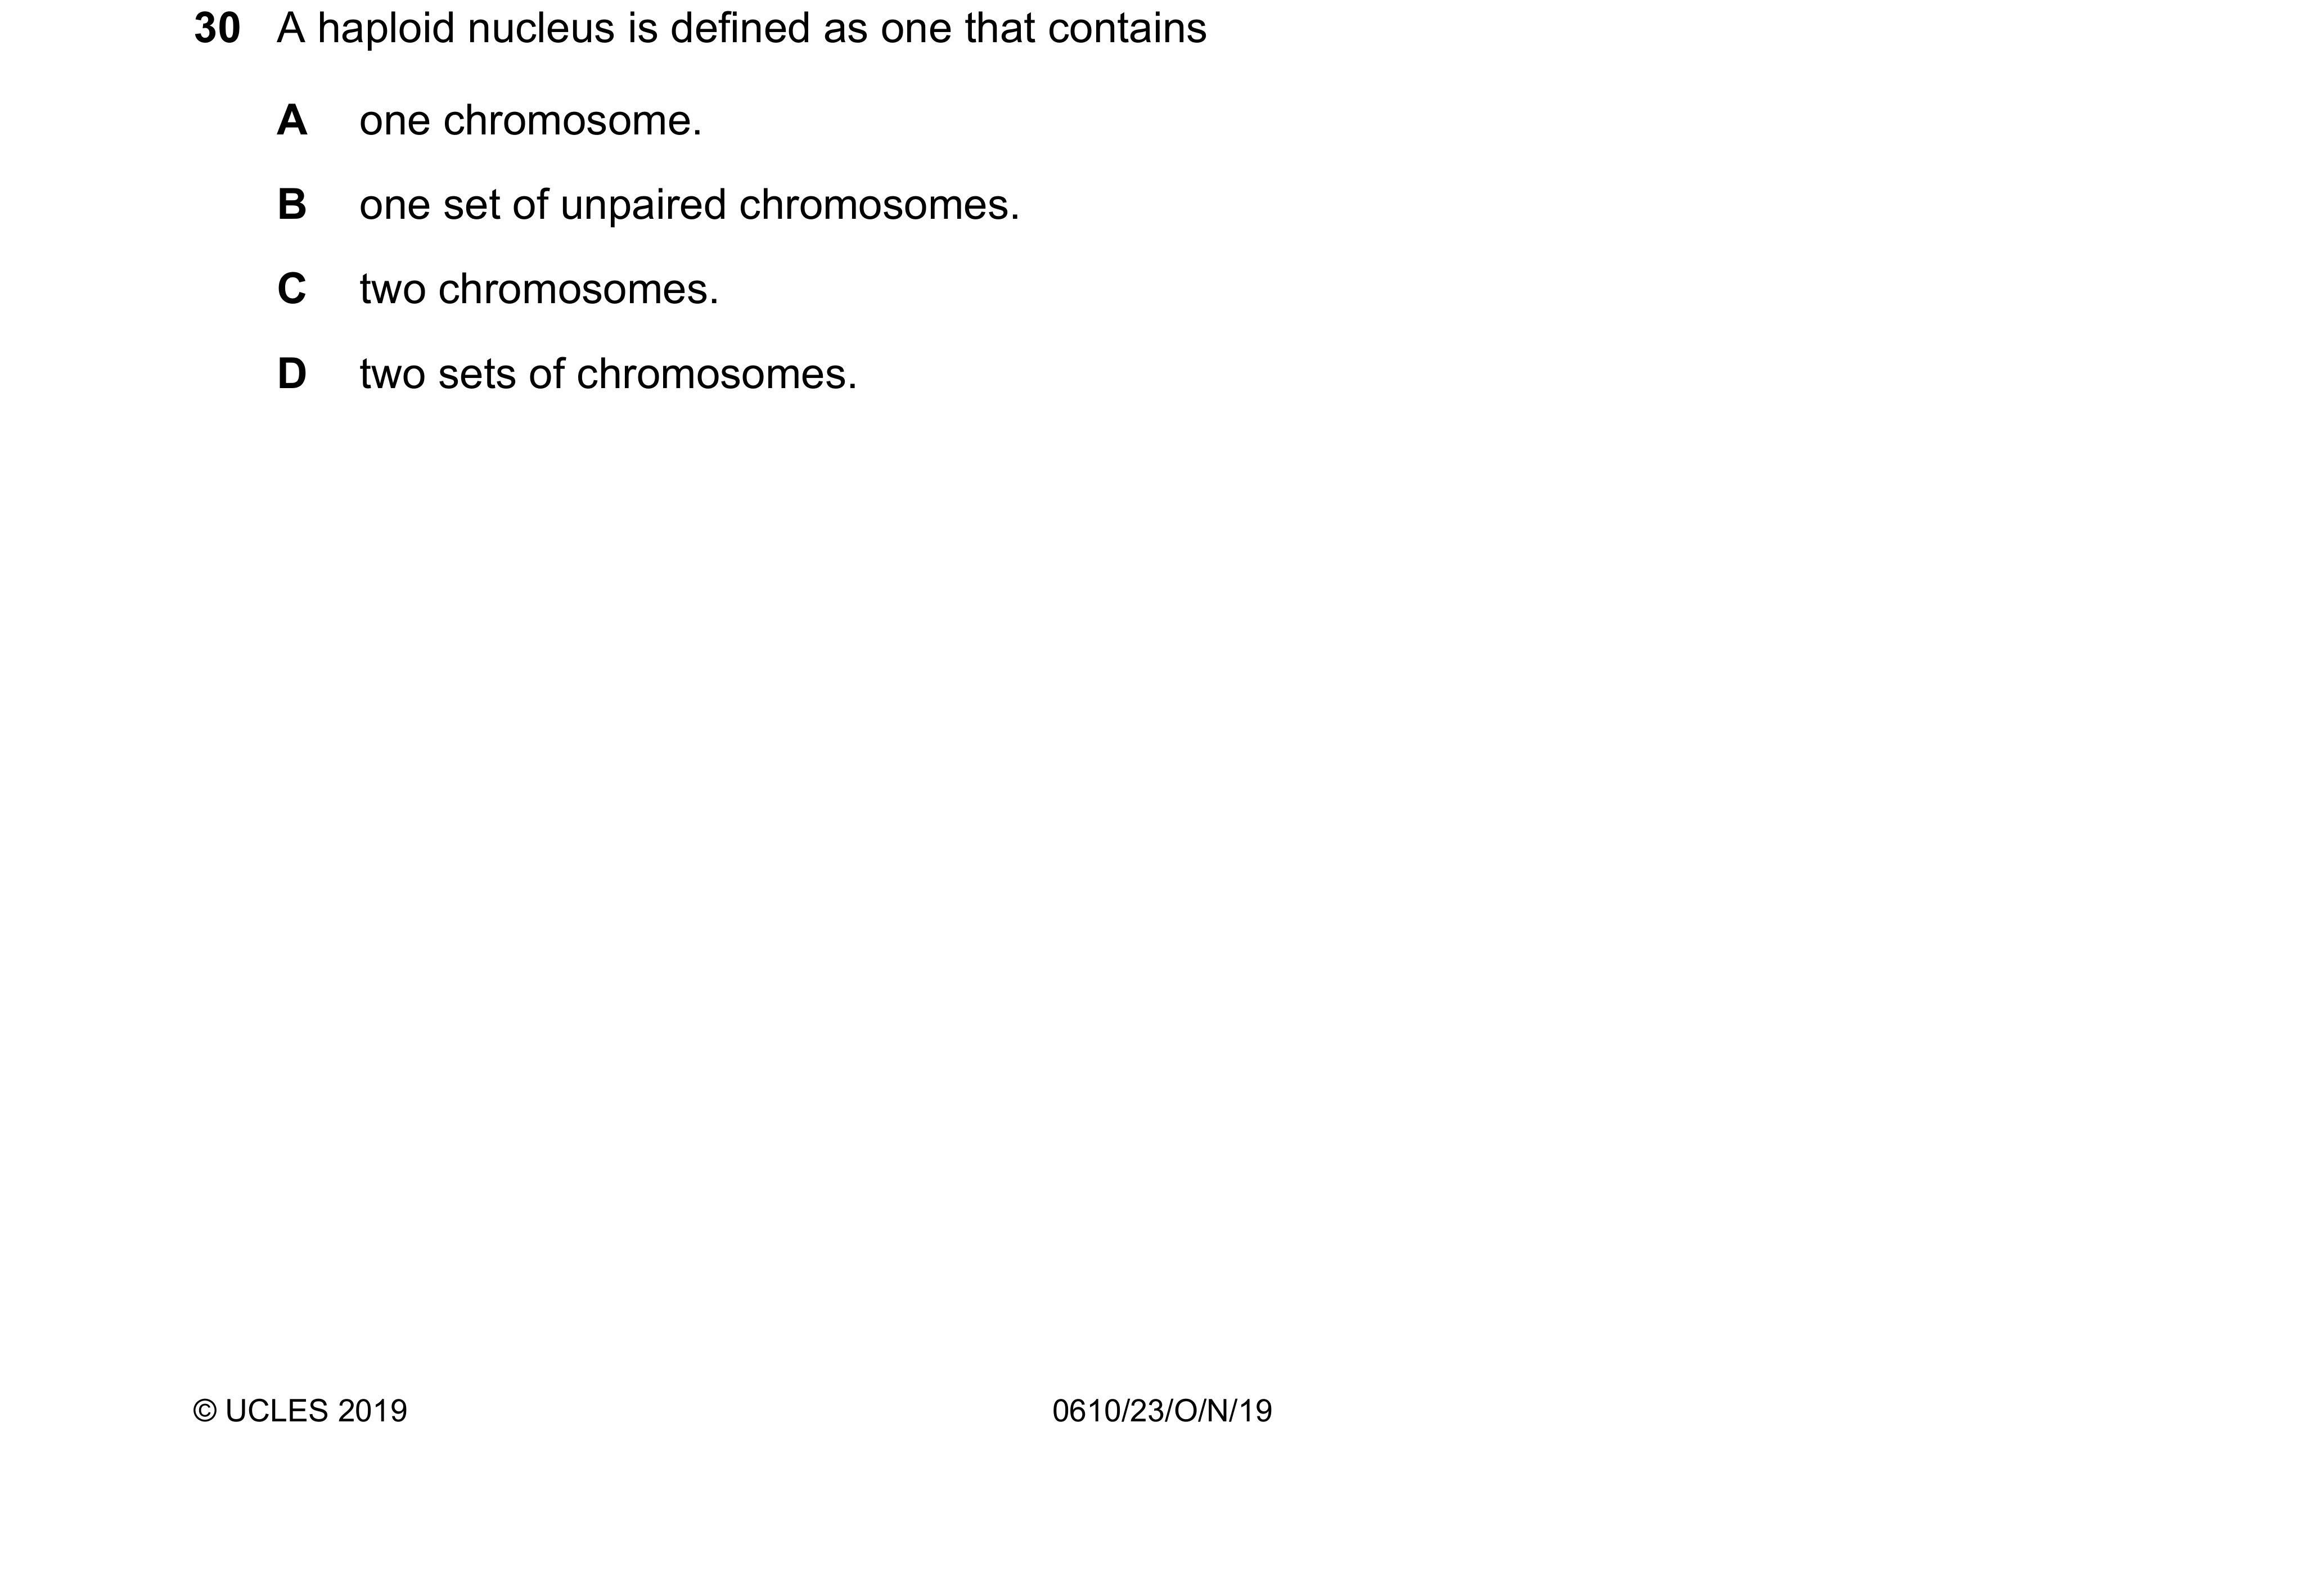 30 A haploid nucleus is defined as one that contains
A one chromosome.
B one set of unpaired chromosomes.
C two chromosomes.
D two sets of chromosomes.
© UCLES 2019 0610/23/O/N/19